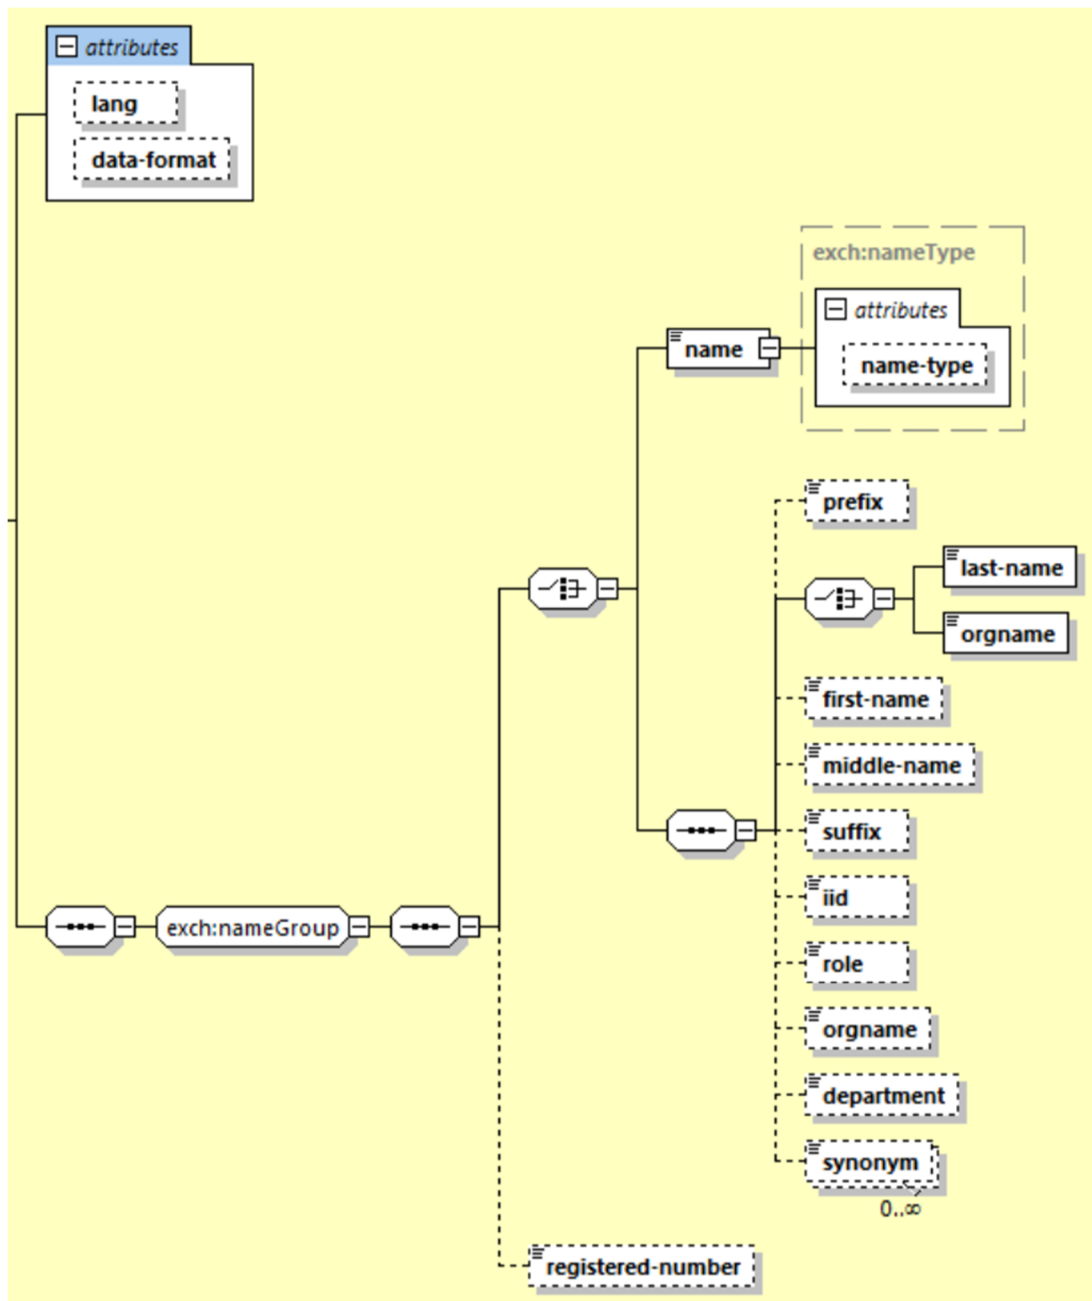 attributes
lang
data-format
exch:nameType
attributes
name
name-type
prefix
last-name
orgname
first-name
middle-name
suffix
iid
exch:nameGroup
role
orgname
department
synonym
0..∞
registered-number